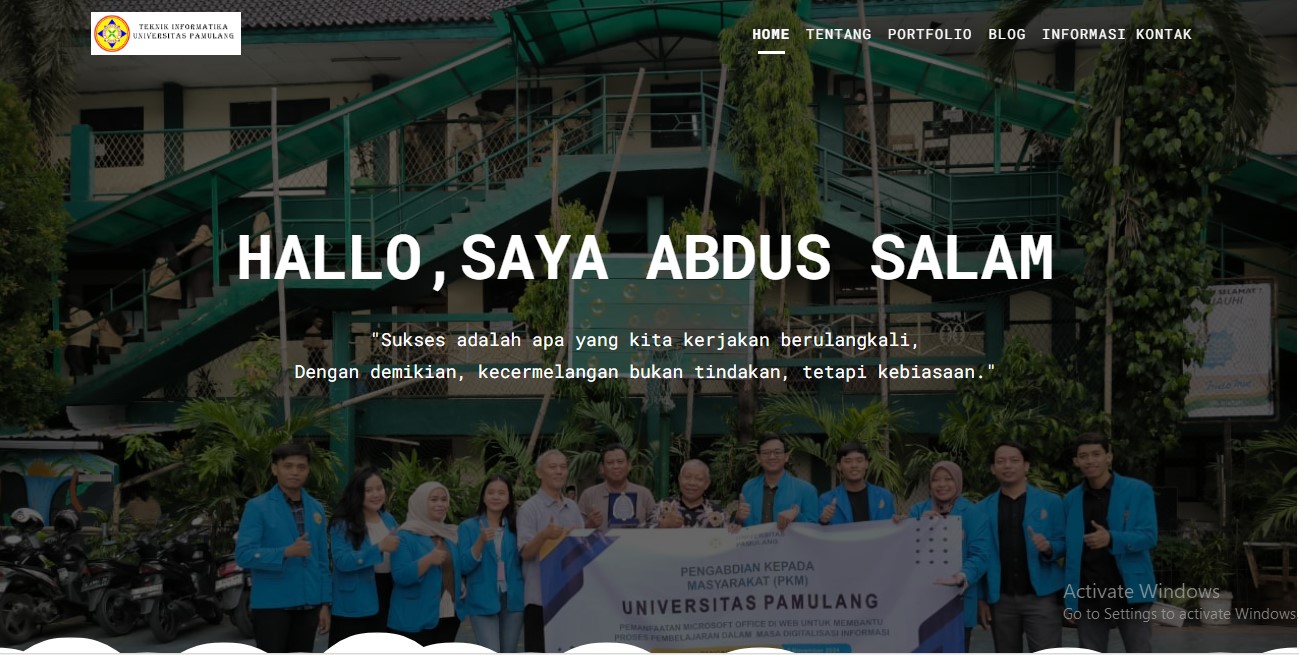 TEKNIK INFORMATIKA
UNIVERSITAS PAMULANG
HOME TENTANG PORTFOLIO BLOG INFORMASI KONTAK
HALLO,SAYA ABDUS SALAM
"Sukses adalah apa yang kita kerjakan berulangkali,
Dengan demikian, kecermelangan bukan tindakan, tetapi kebiasaan."
UNIVERSITAS
PAMULANG
PENGABDIAN KEPADA
MASYARAKAT (PKM)
UNIVERSITAS PAMULANG
PEMANFAATAN MICROSOFT OFFICE DI WEB UNTUK MEMBANTU
PROSES PEMBELAJARAN DALAM MASA DIGITALISASI INFORMASI
Activate Windows
Go to Settings to activate Windows